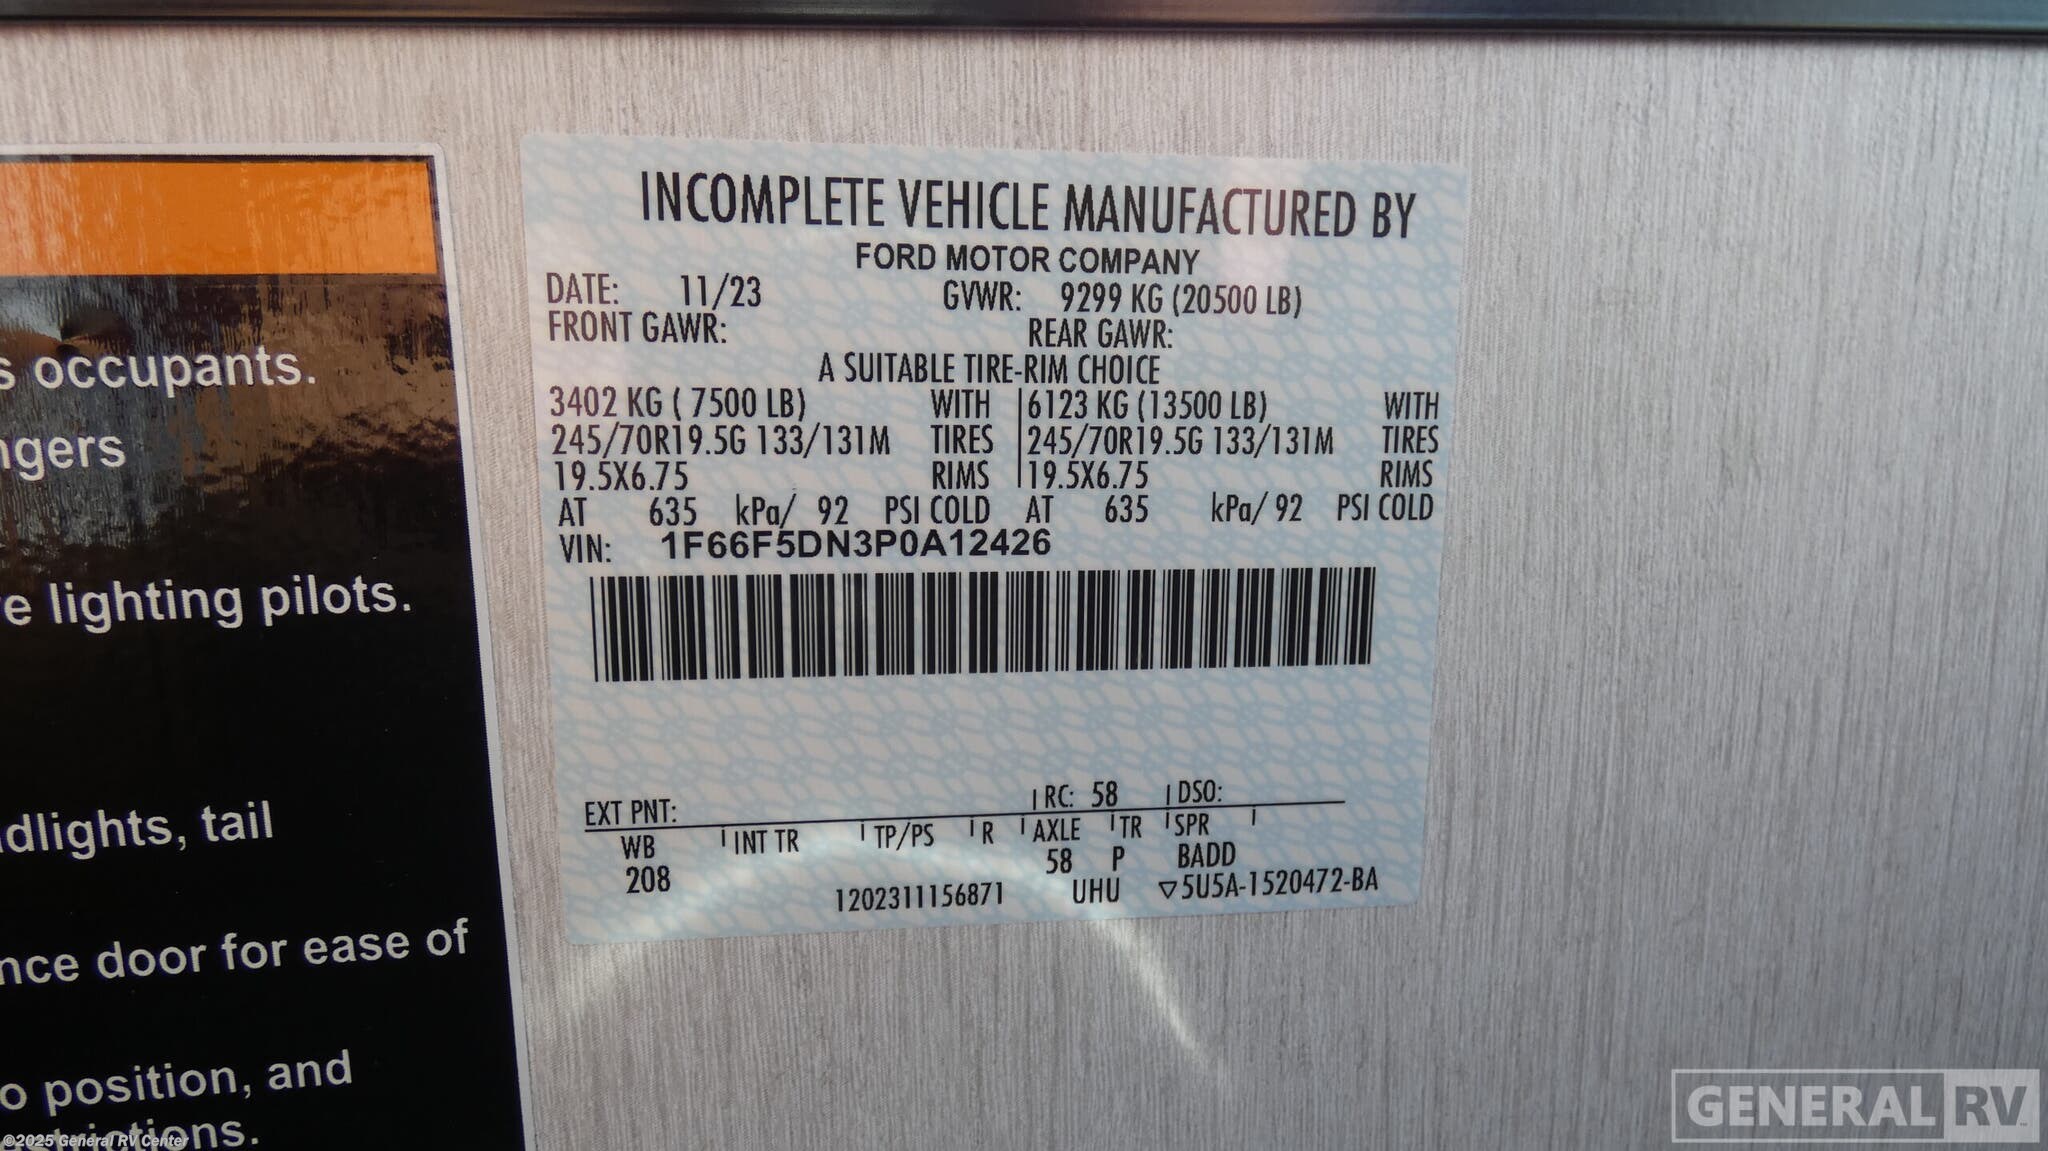 INCOMPLETE VEHICLE MANUFACTURED BY
FORD MOTOR COMPANY
DATE: 11/23 GVWR: 9299 KG (20500 LB)
FRONT GAWR: REAR GAWR:
A SUITABLE TIRE-RIM CHOICE
3402 KG ( 7500 LB) WITH 6123 KG (13500 LB) WITH
245/70R19.5G 133/131M TIRES 245/70R19.5G 133/131M TIRES
19.5X6.75 RIMS 19.5X6.75 RIMS
AT 635 kPa/ 92 PSI COLD AT 635 kPa/ 92 PSI COLD
VIN: 1F66F5DN3P0A12426
EXT PNT: RC: 58 DSO:
WB INT TR TP/PS R AXLE TR SPR
208 58 P BADD
1202311156871 UHU ▽5U5A-1520472-BA
s occupants.
ngers
e lighting pilots.
dlights, tail
nce door for ease of
o position, and
strictions.
©2025 General RV Center
GENERAL RV